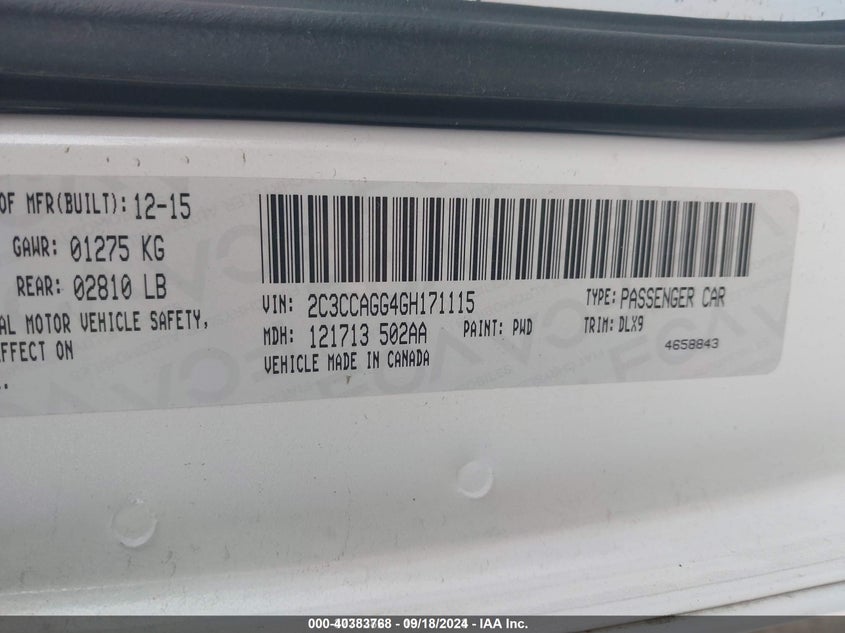 OF MFR(BUILT): 12-15
GAWR: 01275 KG
REAR: 02810 LB
AL MOTOR VEHICLE SAFETY,
EFFECT ON
VIN: 2C3CCAGG4GH171115
TYPE: PASSENGER CAR
MDH: 121713 502AA PAINT: PWD TRIM: DLX9
VEHICLE MADE IN CANADA
4658843
000-40383768 - 09/18/2024 - IAA Inc.